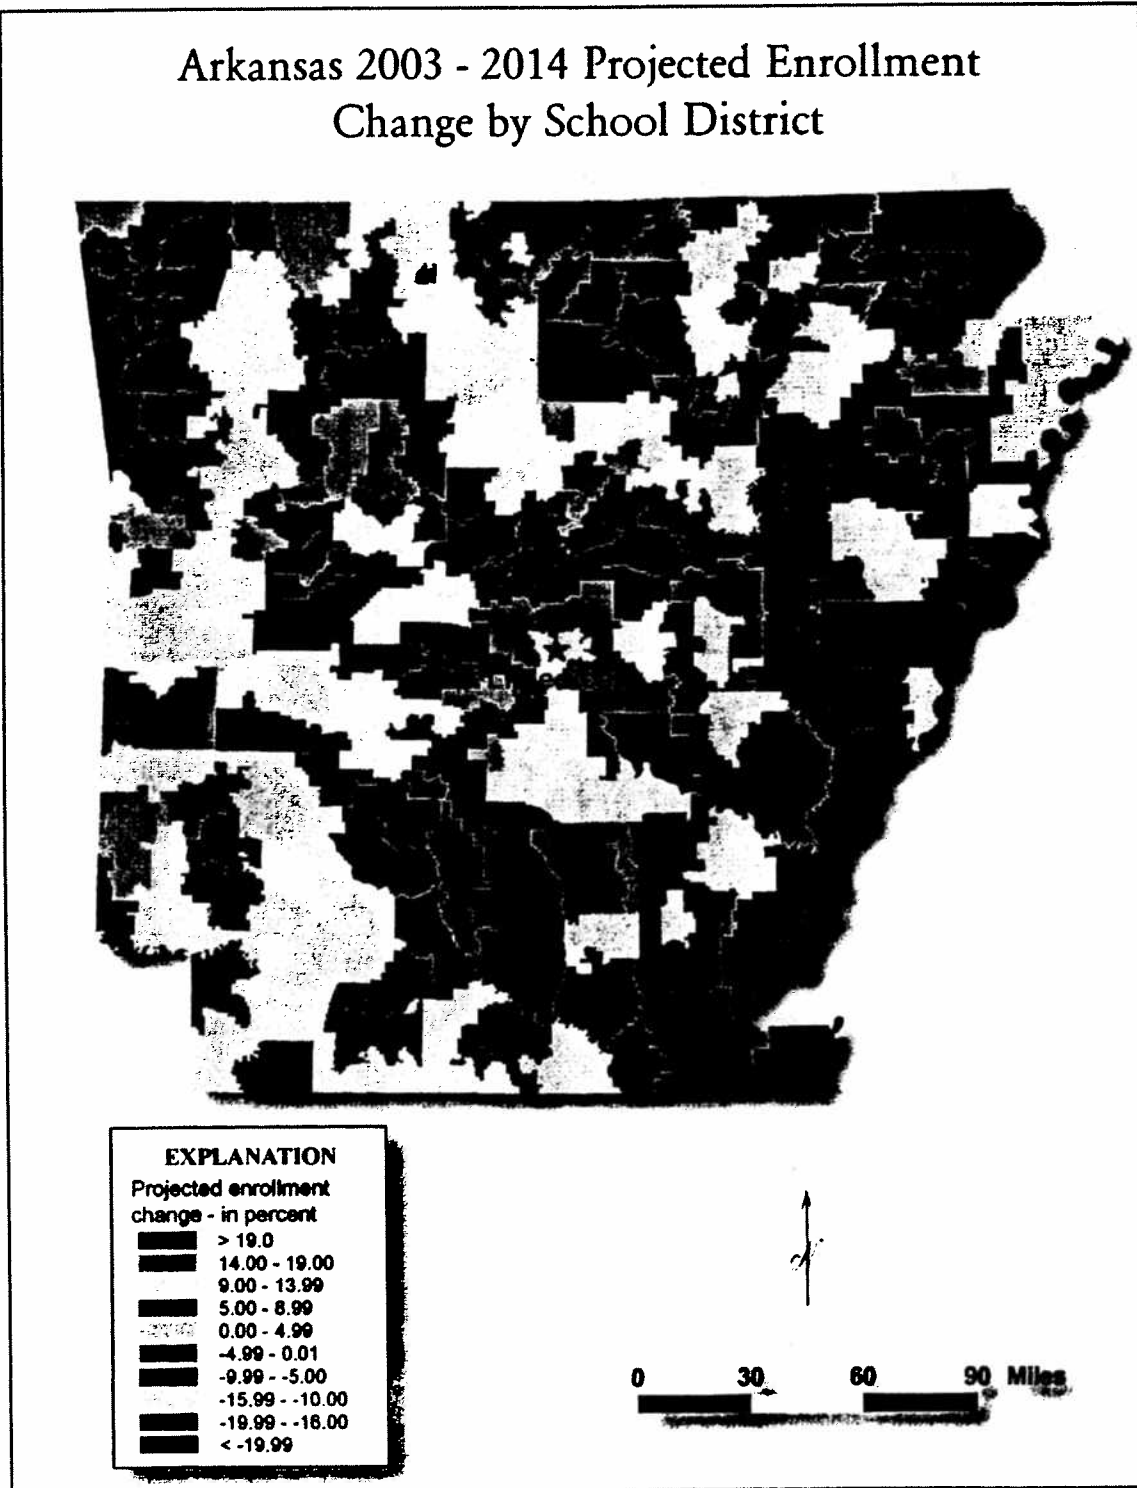 Arkansas 2003 - 2014 Projected Enrollment
Change by School District
EXPLANATION
Projected enrollment
change - in percent
> 19.0
14.00 - 19.00
9.00 - 13.99
5.00 - 8.99
0.00 - 4.99
-4.99 - 0.01
-9.99 - -5.00
-15.99 - -10.00
-19.99 - -16.00
< -19.99
N
0 30 60 90 Miles